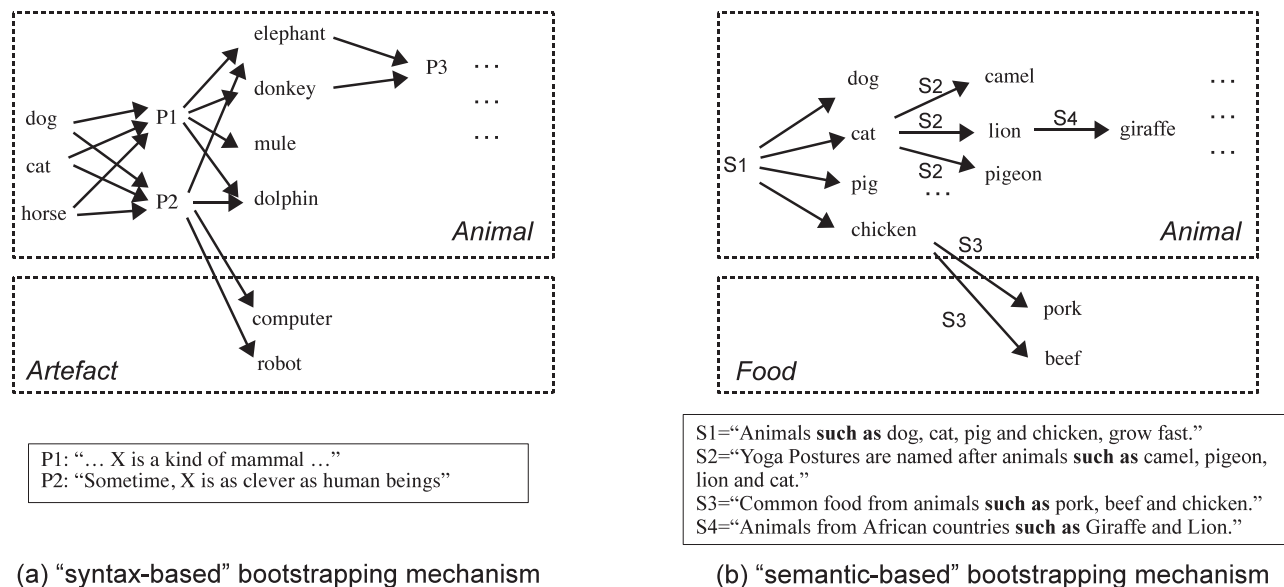 elephant
P3 …
donkey
…
dog
P1
mule
…
cat
dolphin
horse
P2
Animal
computer
robot
Artefact
P1: “… X is a kind of mammal …”
P2: “Sometime, X is as clever as human beings”
(a) “syntax-based” bootstrapping mechanism
dog
S2
camel
…
cat
S2
lion
S4
giraffe
…
S1
S2
pigeon
…
pig
…
chicken
S3
Animal
S3
pork
beef
Food
S1=“Animals such as dog, cat, pig and chicken, grow fast.”
S2=“Yoga Postures are named after animals such as camel, pigeon,
lion and cat.”
S3=“Common food from animals such as pork, beef and chicken.”
S4=“Animals from African countries such as Giraffe and Lion.”
(b) “semantic-based” bootstrapping mechanism